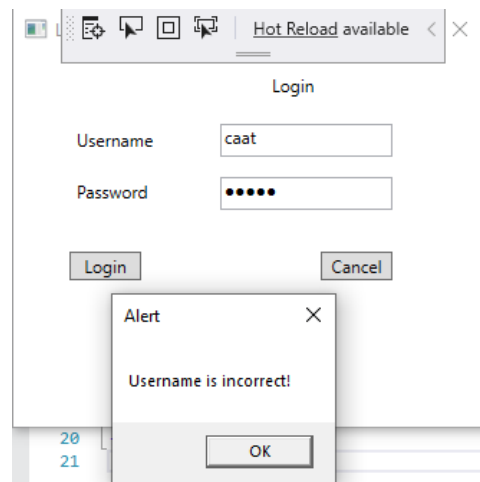 Hot Reload available
Login
Username caat
Password •••••
Login Cancel
Alert
Username is incorrect!
OK
20
21